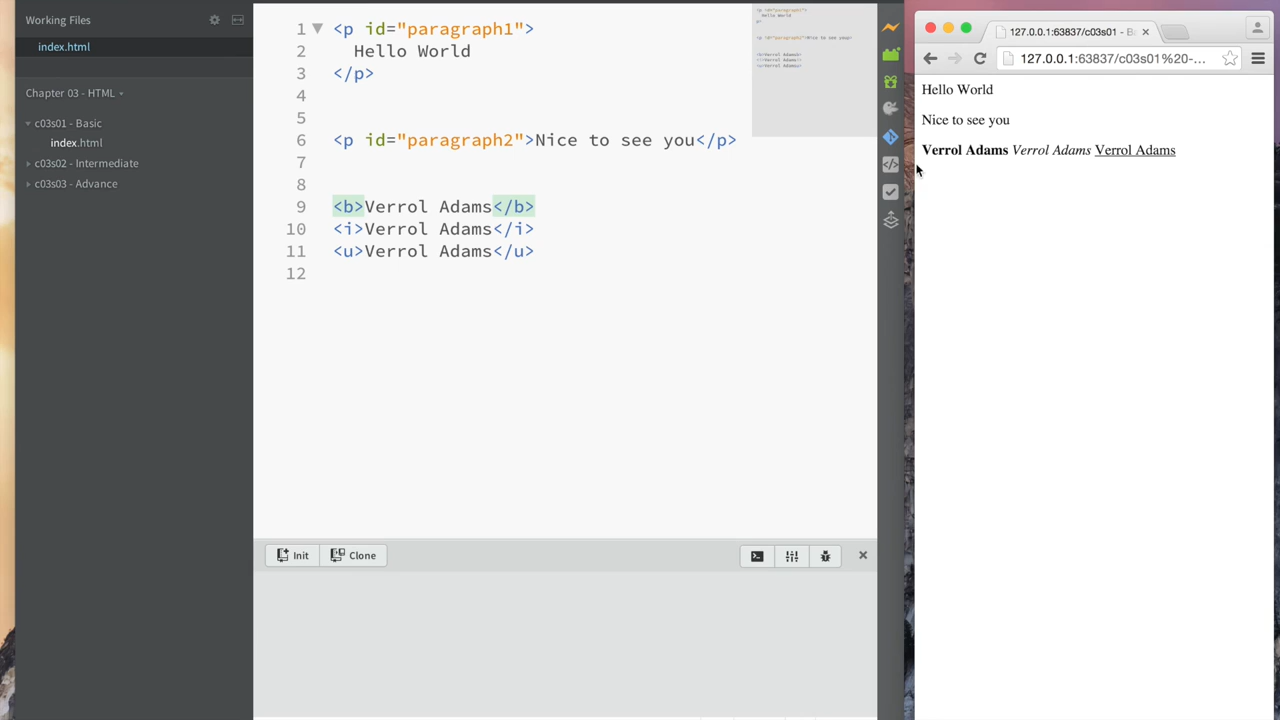 Working
index.html
Chapter 03 - HTML
c03s01 - Basic
index.html
c03s02 - Intermediate
c03s03 - Advance
1 <p id="paragraph1">
2 Hello World
3 </p>
4
5
6 <p id="paragraph2">Nice to see you</p>
7
8
9 <b>Verrol Adams</b>
10 <i>Verrol Adams</i>
11 <u>Verrol Adams</u>
12
Init Clone
127.0.0.1:63837/c03s01 - B
127.0.0.1:63837/c03s01%20-...
Hello World
Nice to see you
Verrol Adams Verrol Adams Verrol Adams